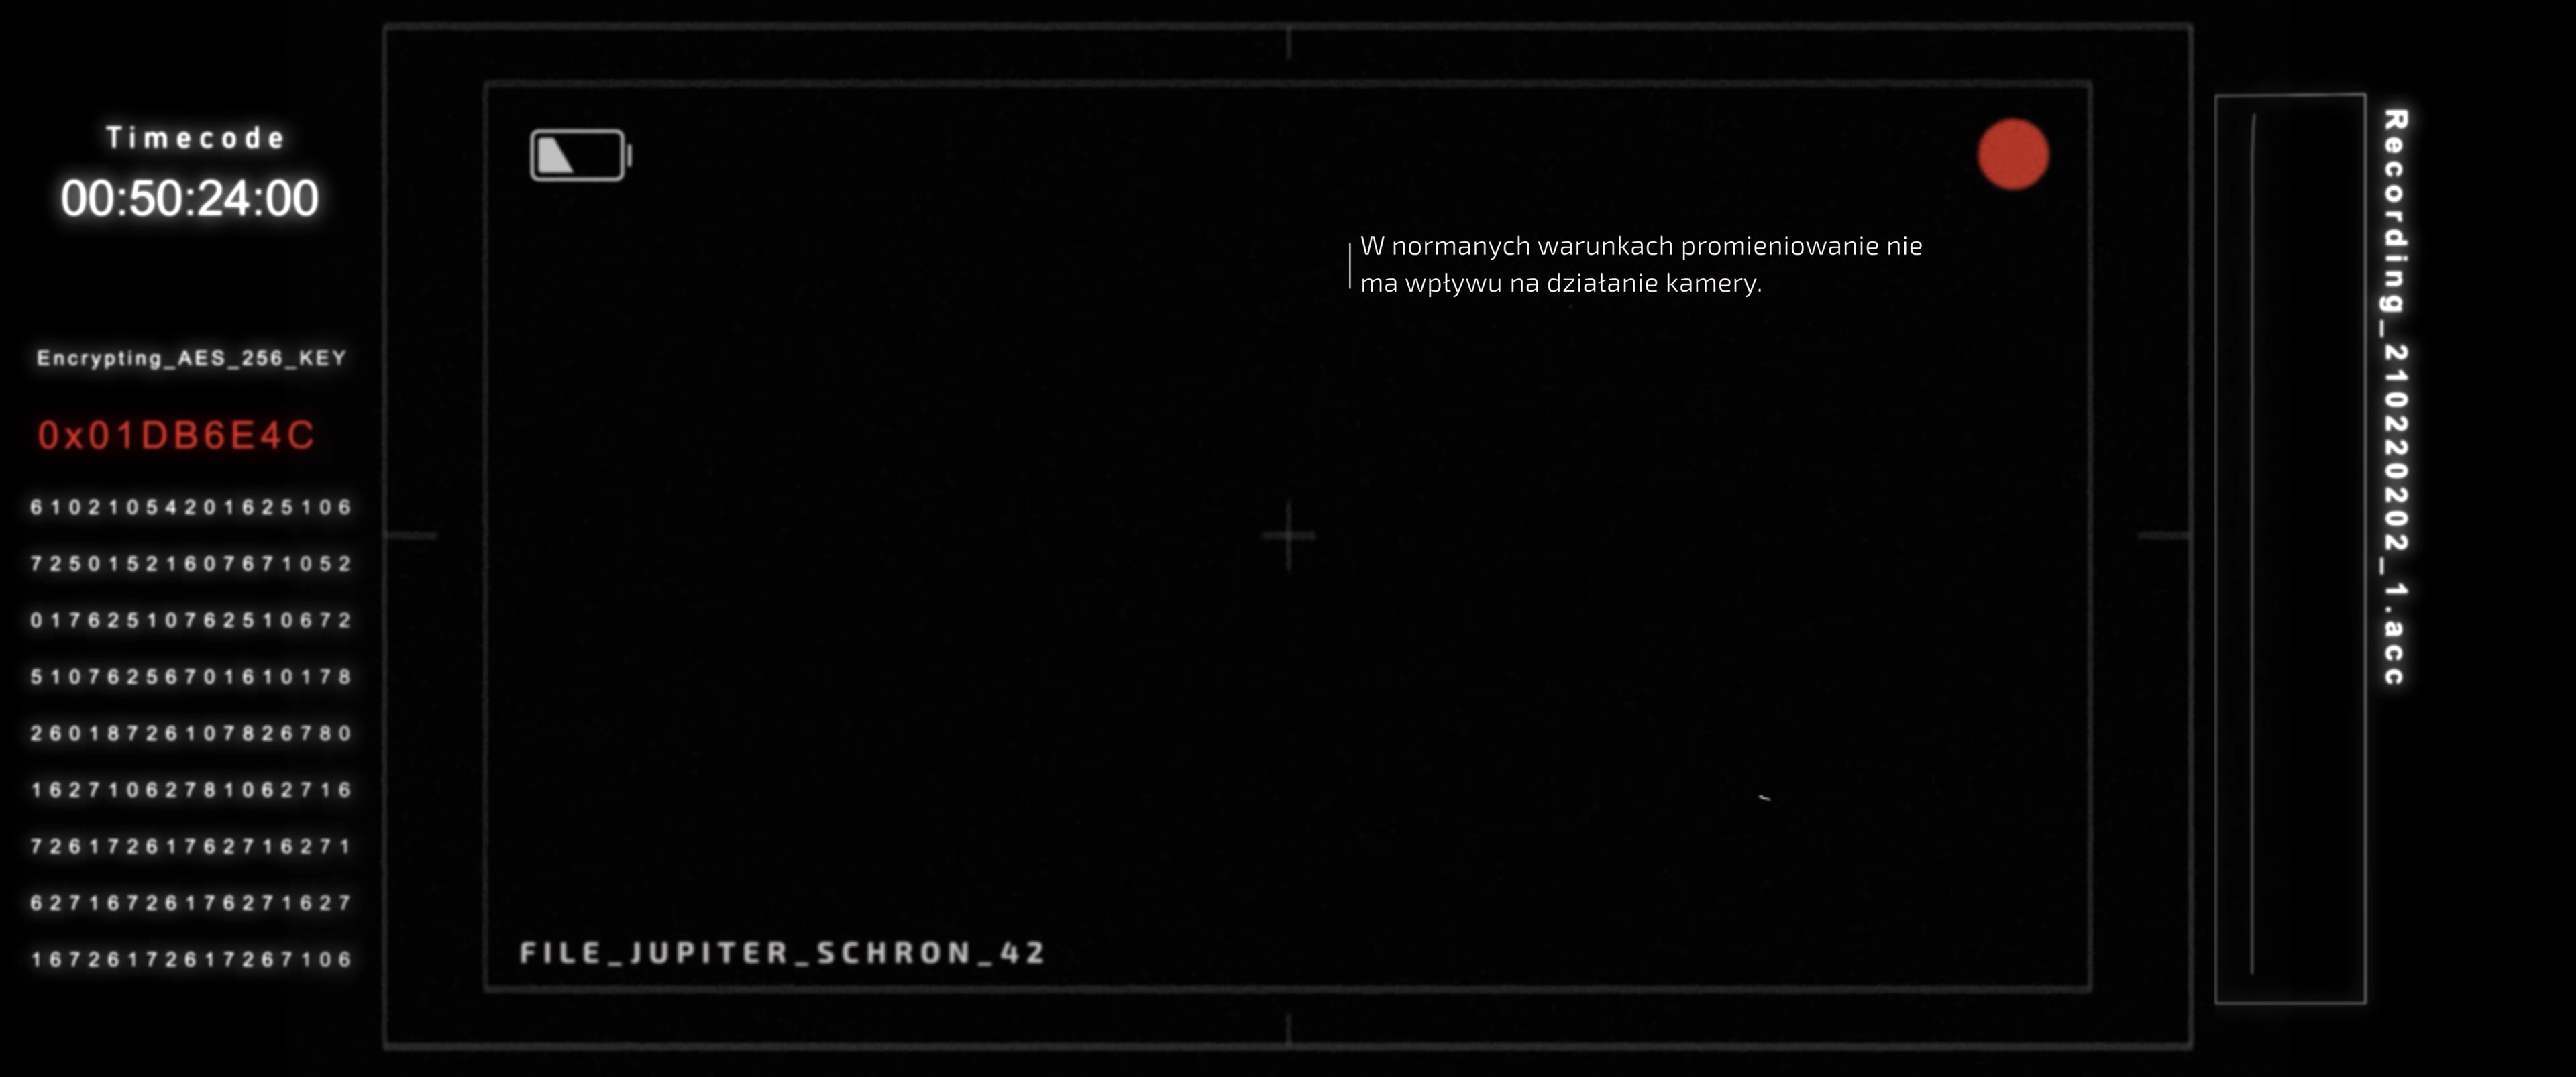 Timecode
00:50:24:00
Encrypting_AES_256_KEY
0x01DB6E4C
61021054201625106
72501521607671052
01762510762510672
51076256701610178
26018726107826780
16271062781062716
72617261762716271
62716726176271627
16726172617267106
W normanych warunkach promieniowanie nie
ma wpływu na działanie kamery.
FILE_JUPITER_SCHRON_42
Recording_210220202_1.acc